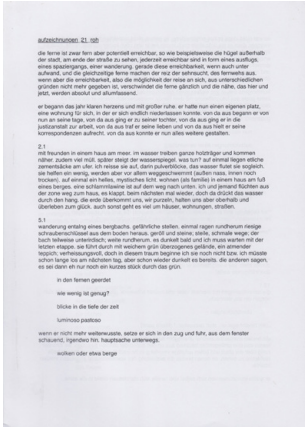 aufzeichnungen 21 roh
die ferne ist zwar fern aber potentiell erreichbar, so wie beispielsweise die hügel außerhalb
der stadt, am ende der straße zu sehen, jederzeit erreichbar sind in form eines ausflugs,
eines spaziergangs, einer wanderung. gerade diese erreichbarkeit, wenn auch unter
aufwand, und die gleichzeitige ferne machen der reiz der sehnsucht, des fernwehs aus.
wenn aber die erreichbarkeit, also die möglichkeit der reise an sich, aus unterschiedlichen
gründen nicht mehr gegeben ist, verschwindet die ferne gänzlich und die nähe, das hier und
jetzt, werden absolut und allumfassend.
er begann das jahr klaren herzens und mit großer ruhe. er hatte nun einen eigenen platz,
eine wohnung für sich, in der er sich endlich niederlassen konnte. von da aus begann er von
nun an seine tage, von da aus ging er zu seiner tochter, von da aus ging er in die
justizanstalt zur arbeit, von da aus traf er seine lieben und von da aus hielt er seine
korrespondenzen aufrecht. von da aus konnte er nun alles weitere gestalten.
2.1
mit freunden in einem haus am meer. im wasser treiben ganze holzträger und kommen
näher. zudem viel müll. später steigt der wasserspiegel. was tun? auf einmal liegen etliche
zementsäcke am ufer. ich reisse sie auf, darin pulverblöcke, das wasser flutet sie sogleich.
sie helfen ein wenig, werden aber vor allem weggeschwemmt (außen nass, innen noch
trocken). auf einmal ein helles, mystisches licht. wohnen (als familie) in einem haus am fuß
eines berges. eine schlammlawine ist auf dem weg nach unten. ich und jemand flüchten aus
der zone weg zum haus, es klappt. beim nächsten mal wieder, doch da drückt das wasser
durch den hang. die erde überkommt uns, wir purzeln, halten uns aber oberhalb und
überleben zum glück. auch sonst geht es viel um häuser, wohnungen, straßen.
5.1
wanderung entlang eines bergbachs. gefährliche stellen. einmal ragen rundherum riesige
schraubenschlüssel aus dem boden heraus. geröll und steine; steile, schmale wege; der
bach teilweise unterirdisch; weite rundherum. es dunkelt bald und ich muss warten mit der
letzten etappe. sie führt durch mit weichem grün überzogenes gelände, ein atmender
teppich, verheissungsvoll, doch in diesem traum beginne ich sie noch nicht bzw. ich müsste
schon lange los am nächsten tag, aber schon wieder dunkelt es bereits. die anderen sagen,
es sei dann eh nur noch ein kurzes stück durch das grün.
in den fernen geerdet
wie wenig ist genug?
blicke in die tiefe der zeit
luminoso pastoso
wenn er nicht mehr weiterwusste, setze er sich in den zug und fuhr, aus dem fenster
schauend, irgendwo hin. hauptsache unterwegs.
wolken oder etwa berge